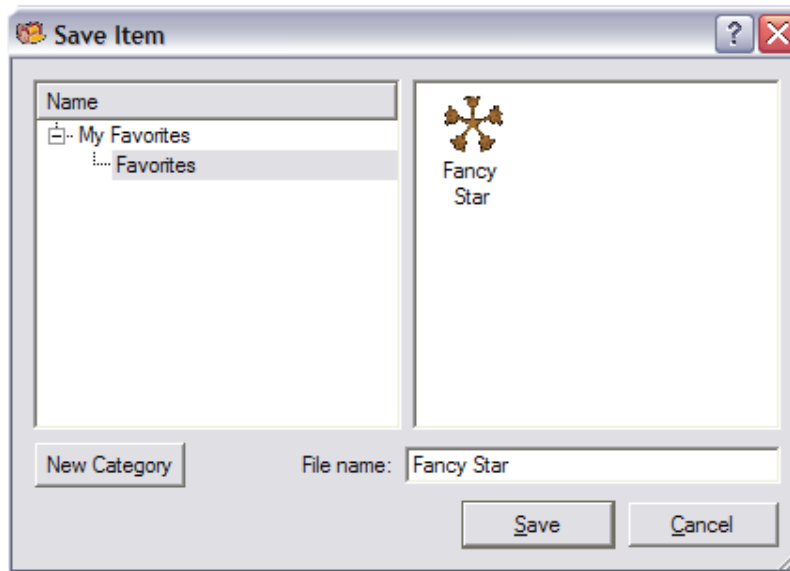 Save Item
?
Name
My Favorites
Favorites
Fancy
Star
New Category
File name:
Fancy Star
Save
Cancel